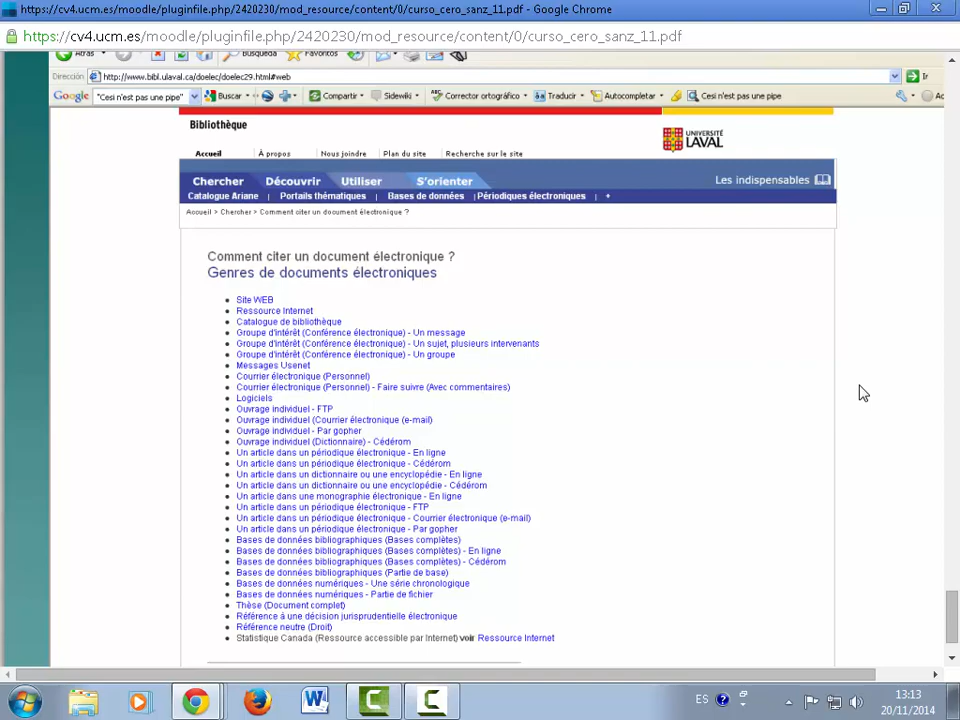 https://cv4.ucm.es/moodle/pluginfile.php/2420230/mod_resource/content/0/curso_cero_sanz_11.pdf - Google Chrome
https://cv4.ucm.es/moodle/pluginfile.php/2420230/mod_resource/content/0/curso_cero_sanz_11.pdf
Atrás Búsqueda Favoritos
Dirección http://www.bibl.ulaval.ca/doelec/doelec29.html#web Ir
Google "Cesi n'est pas une pipe" Buscar Compartir Sidewiki Corrector ortográfico Traducir Autocompletar Cesi n'est pas une pipe
Bibliothèque
UNIVERSITÉ
LAVAL
Accueil À propos Nous joindre Plan du site Recherche sur le site
Chercher Découvrir Utiliser S'orienter Les indispensables
Catalogue Ariane | Portails thématiques | Bases de données | Périodiques électroniques |
Accueil > Chercher > Comment citer un document électronique ?
Comment citer un document électronique ?
Genres de documents électroniques
Site WEB
Ressource Internet
Catalogue de bibliothèque
Groupe d'intérêt (Conférence électronique) - Un message
Groupe d'intérêt (Conférence électronique) - Un sujet, plusieurs intervenants
Groupe d'intérêt (Conférence électronique) - Un groupe
Messages Usenet
Courrier électronique (Personnel)
Courrier électronique (Personnel) - Faire suivre (Avec commentaires)
Logiciels
Ouvrage individuel - FTP
Ouvrage individuel (Courrier électronique (e-mail)
Ouvrage individuel - Par gopher
Ouvrage individuel (Dictionnaire) - Cédérom
Un article dans un périodique électronique - En ligne
Un article dans un périodique électronique - Cédérom
Un article dans un dictionnaire ou une encyclopédie - En ligne
Un article dans un dictionnaire ou une encyclopédie - Cédérom
Un article dans une monographie électronique - En ligne
Un article dans un périodique électronique - FTP
Un article dans un périodique électronique - Courrier électronique (e-mail)
Un article dans un périodique électronique - Par gopher
Bases de données bibliographiques (Bases complètes)
Bases de données bibliographiques (Bases complètes) - En ligne
Bases de données bibliographiques (Bases complètes) - Cédérom
Bases de données bibliographiques (Partie de base)
Bases de données numériques - Une série chronologique
Bases de données numériques - Partie de fichier
Thèse (Document complet)
Référence à une décision jurisprudentielle électronique
Référence neutre (Droit)
Statistique Canada (Ressource accessible par Internet) voir Ressource Internet
ES
13:13
20/11/2014